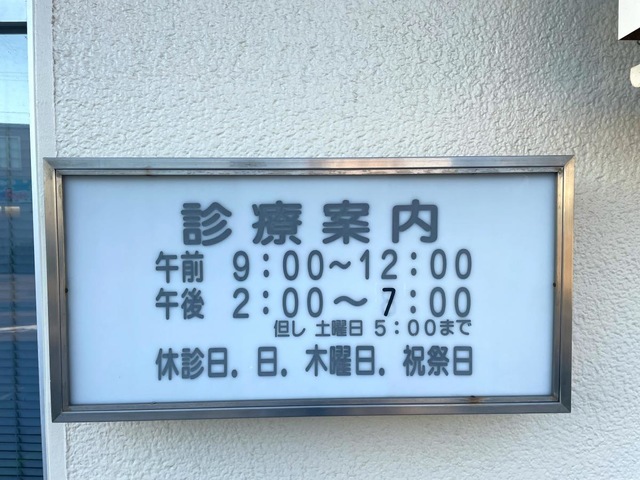 診療案内
午前 9:00～12:00
午後 2:00～7:00
但し 土曜日 5:00まで
休診日. 日. 木曜日. 祝祭日